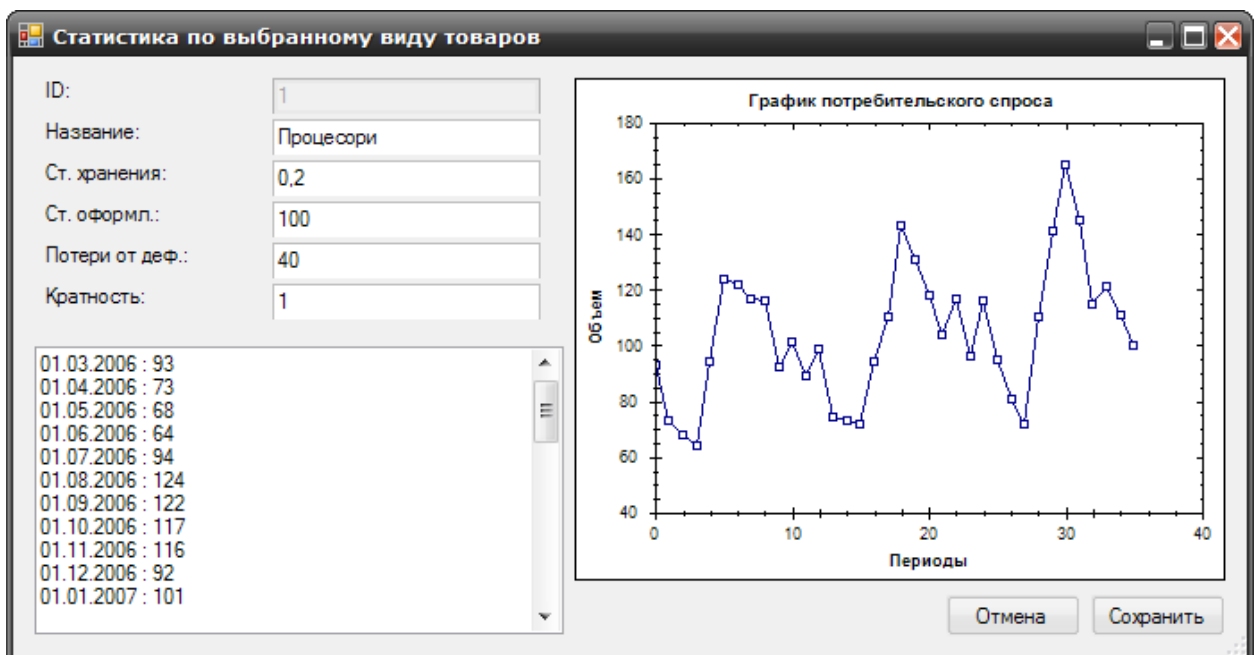 Статистика по выбранному виду товаров
ID:
1
Название:
Процесори
Ст. хранения:
0,2
Ст. оформл.:
100
Потери от деф.:
40
Кратность:
1
01.03.2006 : 93
01.04.2006 : 73
01.05.2006 : 68
01.06.2006 : 64
01.07.2006 : 94
01.08.2006 : 124
01.09.2006 : 122
01.10.2006 : 117
01.11.2006 : 116
01.12.2006 : 92
01.01.2007 : 101
График потребительского спроса
Объем
180
160
140
120
100
80
60
40
0
10
20
30
40
Периоды
Отмена
Сохранить